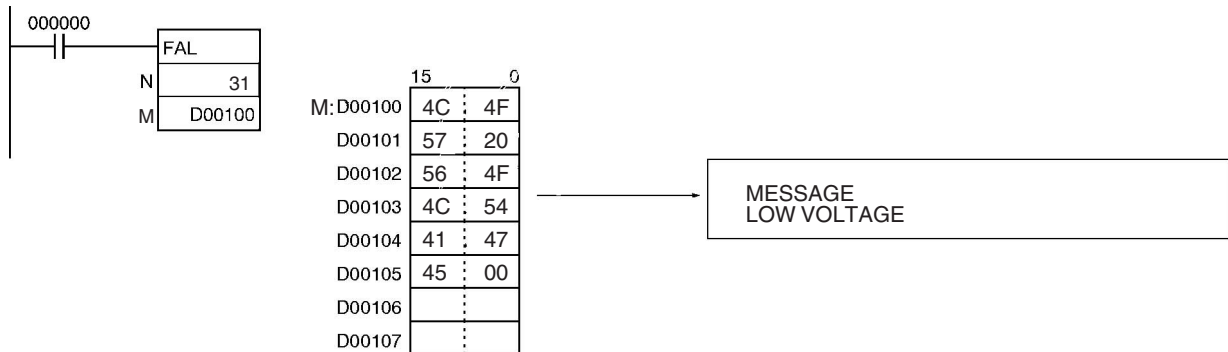 000000
FAL
N 31
M D00100
15 0
M: D00100 4C 4F
D00101 57 20
D00102 56 4F
D00103 4C 54
D00104 41 47
D00105 45 00
D00106
D00107
MESSAGE
LOW VOLTAGE